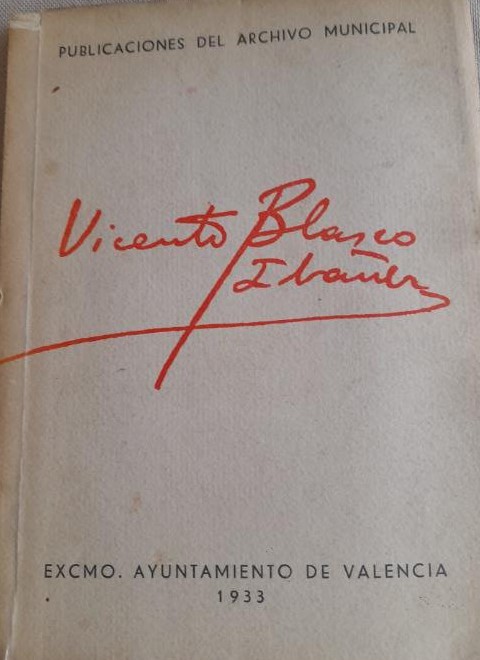 PUBLICACIONES DEL ARCHIVO MUNICIPAL
Vicente Blasco
Ibáñez
EXCMO. AYUNTAMIENTO DE VALENCIA
1933